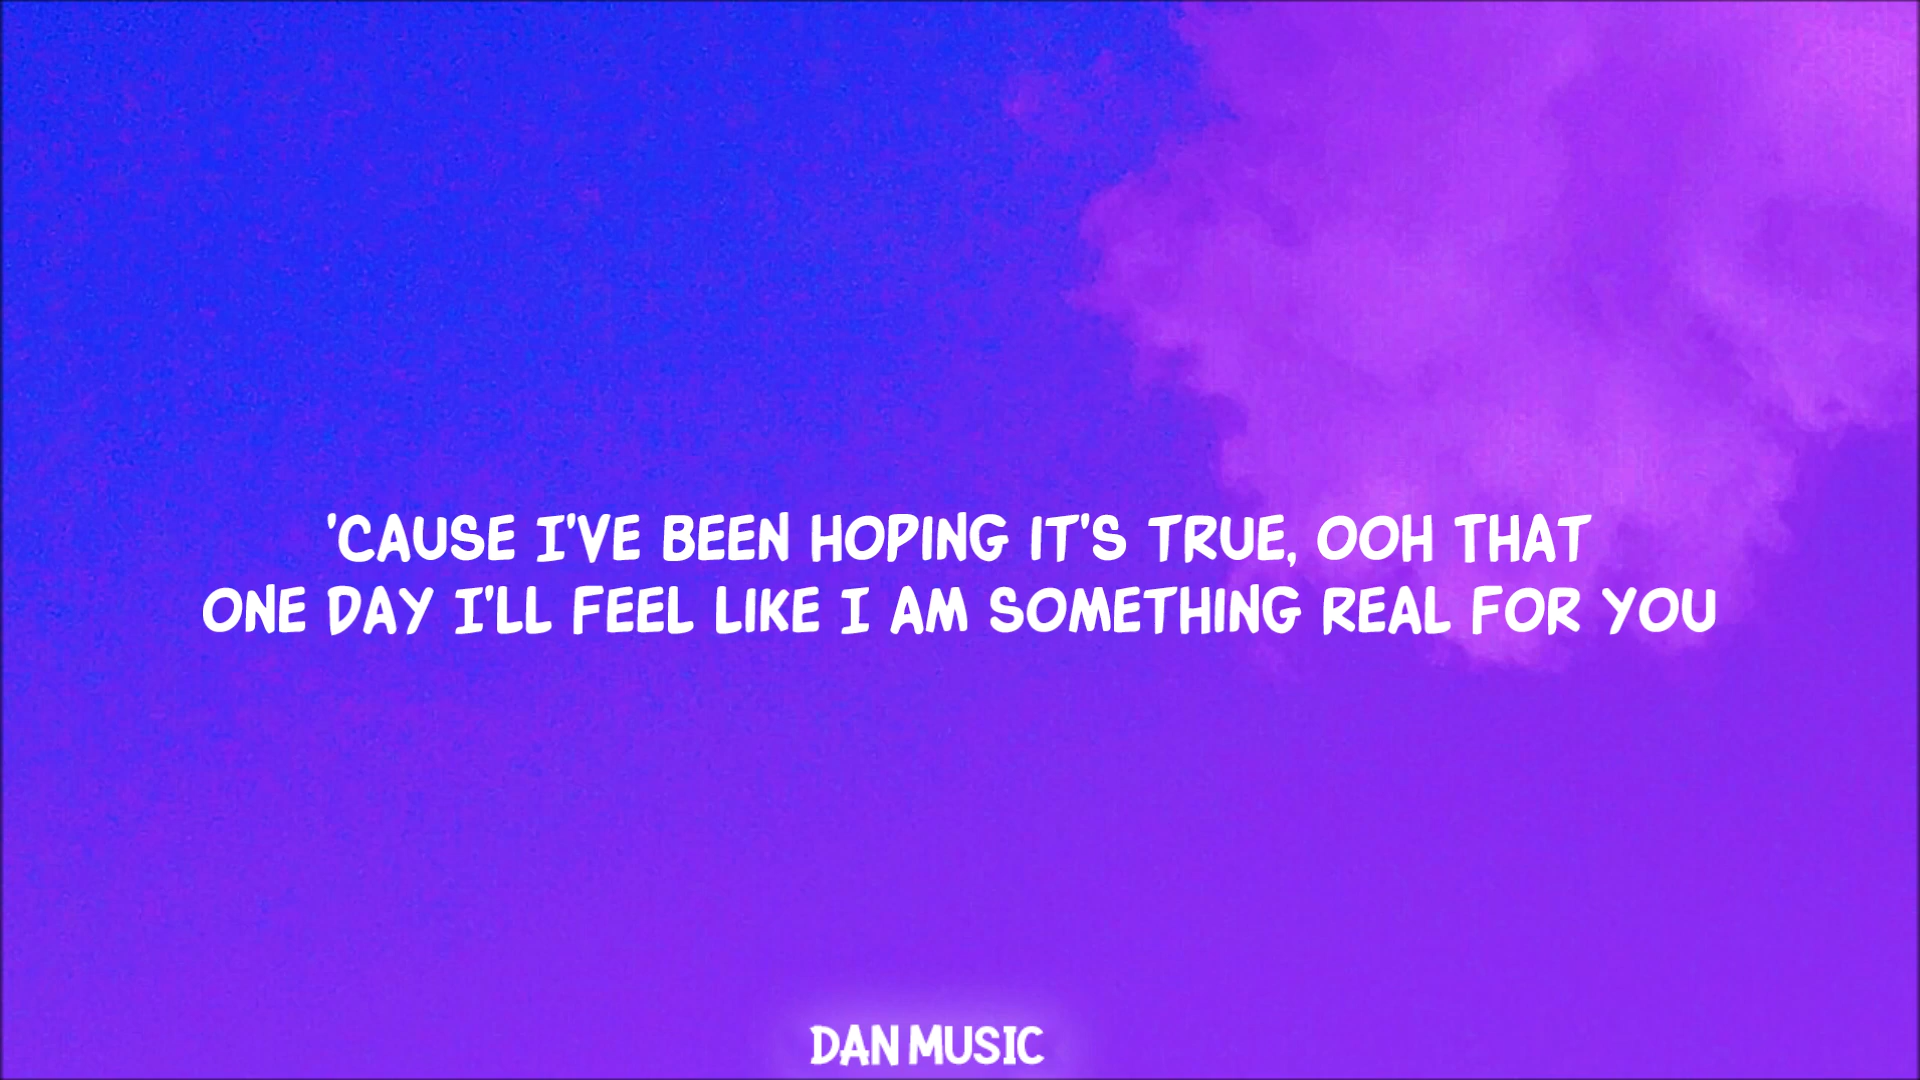 'CAUSE I'VE BEEN HOPING IT'S TRUE, OOH THAT
ONE DAY I'LL FEEL LIKE I AM SOMETHING REAL FOR YOU
DAN MUSIC